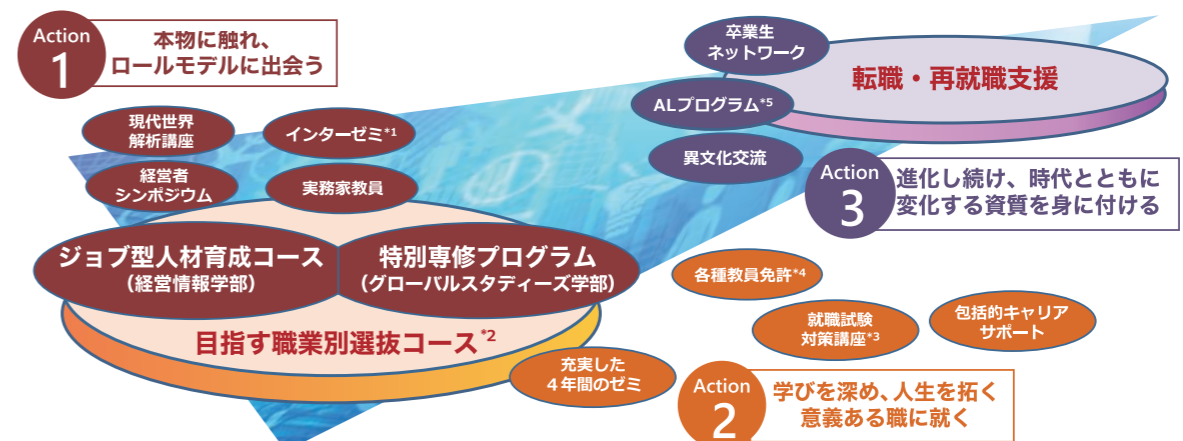 Action
1
本物に触れ、
ロールモデルに出会う
現代世界
解析講座
インターゼミ*1
経営者
シンポジウム
実務家教員
ジョブ型人材育成コース
（経営情報学部）
特別専修プログラム
（グローバルスタディーズ学部）
目指す職業別選抜コース*2
卒業生
ネットワーク
ALプログラム*5
異文化交流
転職・再就職支援
Action
3
進化し続け、時代とともに
変化する資質を身に付ける
各種教員免許*4
就職試験
対策講座*3
包括的キャリア
サポート
充実した
４年間のゼミ
Action
2
学びを深め、人生を拓く
意義ある職に就く